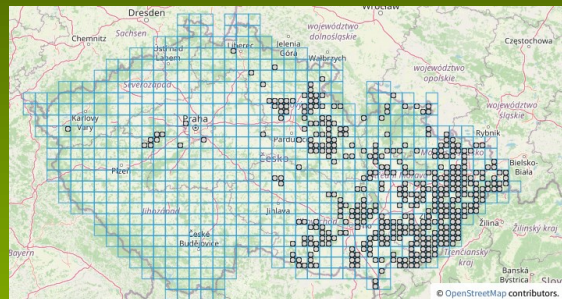 Wrocław
Dresden
województwo
dolnośląskie
Chemnitz
Sachsen
Liberec
Jelenia
Góra
Częstochowa
Ústí nad
Labem
Wałbrzych
województwo
opolskie
Severozápad
województwo
śląskie
Karlovy
Vary
Praha
Rybnik
Pardubice
Bielsko-
Biała
Plzeň
Česko
Jihozápad
Jihlava
Žilina
Žilinský kraj
České
Budějovice
Trenčiansky
kraj
Bayern
Banská
Bystrica
© OpenStreetMap contributors.